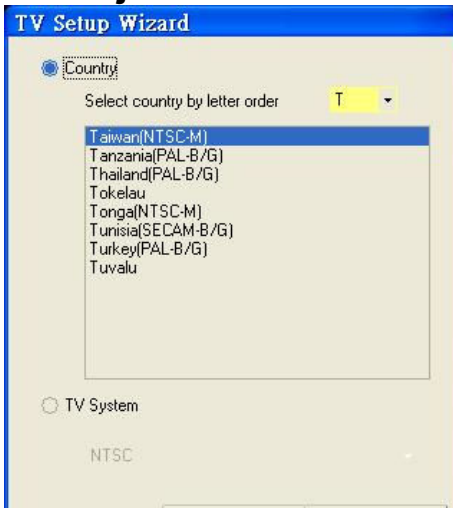 TV Setup Wizard
Country
Select country by letter order T
Taiwan(NTSC-M)
Tanzania(PAL-B/G)
Thailand(PAL-B/G)
Tokelau
Tonga(NTSC-M)
Tunisia(SECAM-B/G)
Turkey(PAL-B/G)
Tuvalu
TV System
NTSC